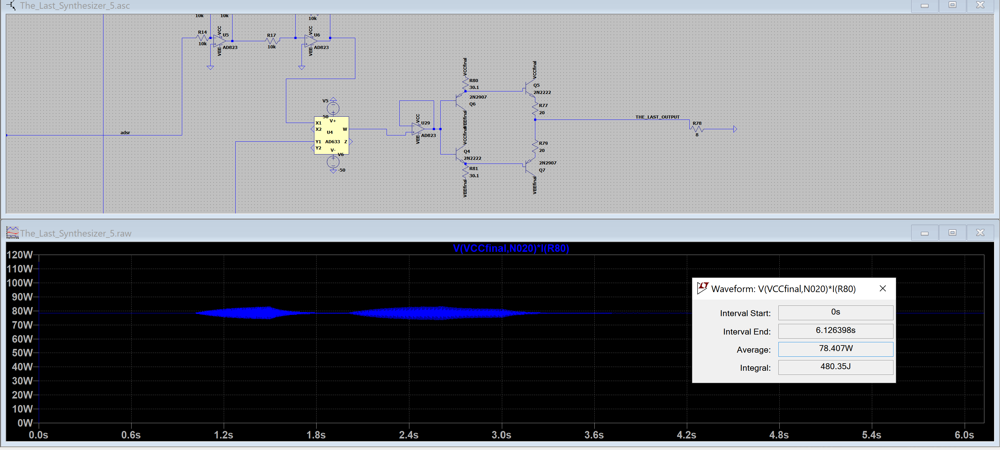 The_Last_Synthesizer_5.asc
10k
10k
10k
R14
10k
VCC
U5
AD823
VEE
R17
10k
VCC
U6
AD823
VEE
adsr
V5
50
V+
X1
X2
U4
W
Y1
AD633
Z
Y2
V-
V6
-50
VCC
U29
AD823
VEE
VCCfinal
R80
30.1
2N2907
Q6
VEEfinal
VCCfinal
Q4
2N2222
R81
30.1
VEEfinal
VCCfinal
Q5
2N2222
R77
20
THE_LAST_OUTPUT
R78
8
R79
20
2N2907
Q7
VEEfinal
The_Last_Synthesizer_5.raw
V(VCCfinal,N020)*I(R80)
120W
110W
100W
90W
80W
70W
60W
50W
40W
30W
20W
10W
0W
0.0s 0.6s 1.2s 1.8s 2.4s 3.0s 3.6s 4.2s 4.8s 5.4s 6.0s
Waveform: V(VCCfinal,N020)*I(R80)
Interval Start: 0s
Interval End: 6.126398s
Average: 78.407W
Integral: 480.35J